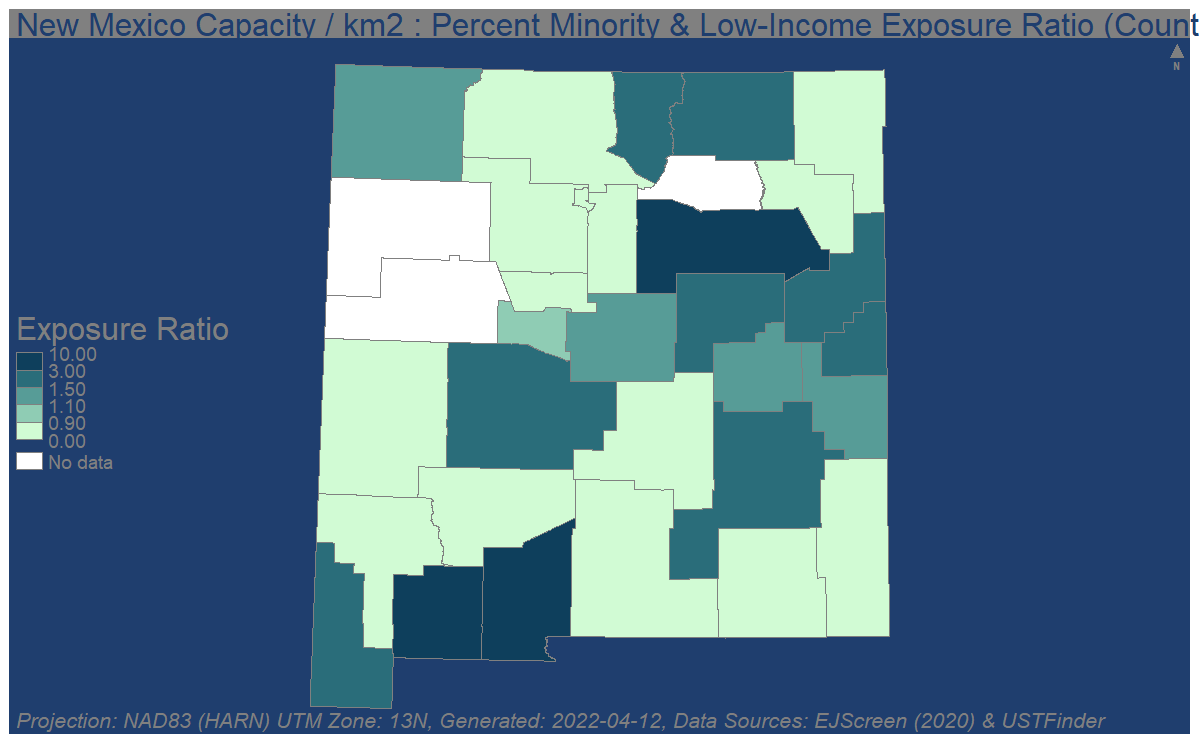 New Mexico Capacity / km2 : Percent Minority & Low-Income Exposure Ratio (Count
N
Exposure Ratio
10.00
3.00
1.50
1.10
0.90
0.00
No data
Projection: NAD83 (HARN) UTM Zone: 13N, Generated: 2022-04-12, Data Sources: EJScreen (2020) & USTFinder